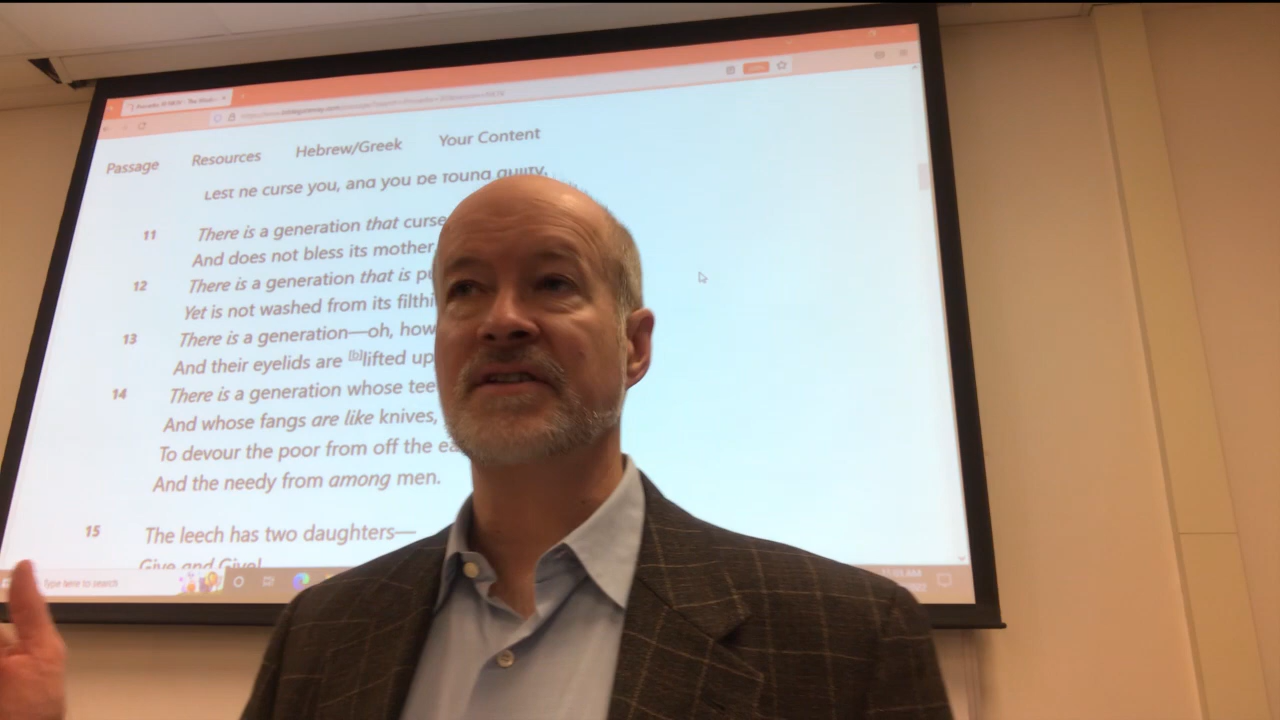 Passage Resources Hebrew/Greek Your Content
Lest he curse you, and you be found guilty.
11 There is a generation that curse
And does not bless its mother
12 There is a generation that is pu
Yet is not washed from its filthi
13 There is a generation—oh, how
And their eyelids are [b]lifted up
14 There is a generation whose tee
And whose fangs are like knives,
To devour the poor from off the ea
And the needy from among men.
15 The leech has two daughters—
Give and Give!
Type here to search